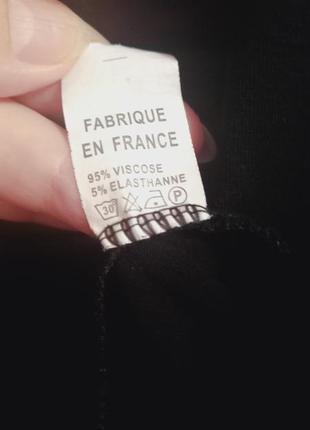 FABRIQUE
EN FRANCE
95% VISCOSE
5% ELASTHANNE
30 P